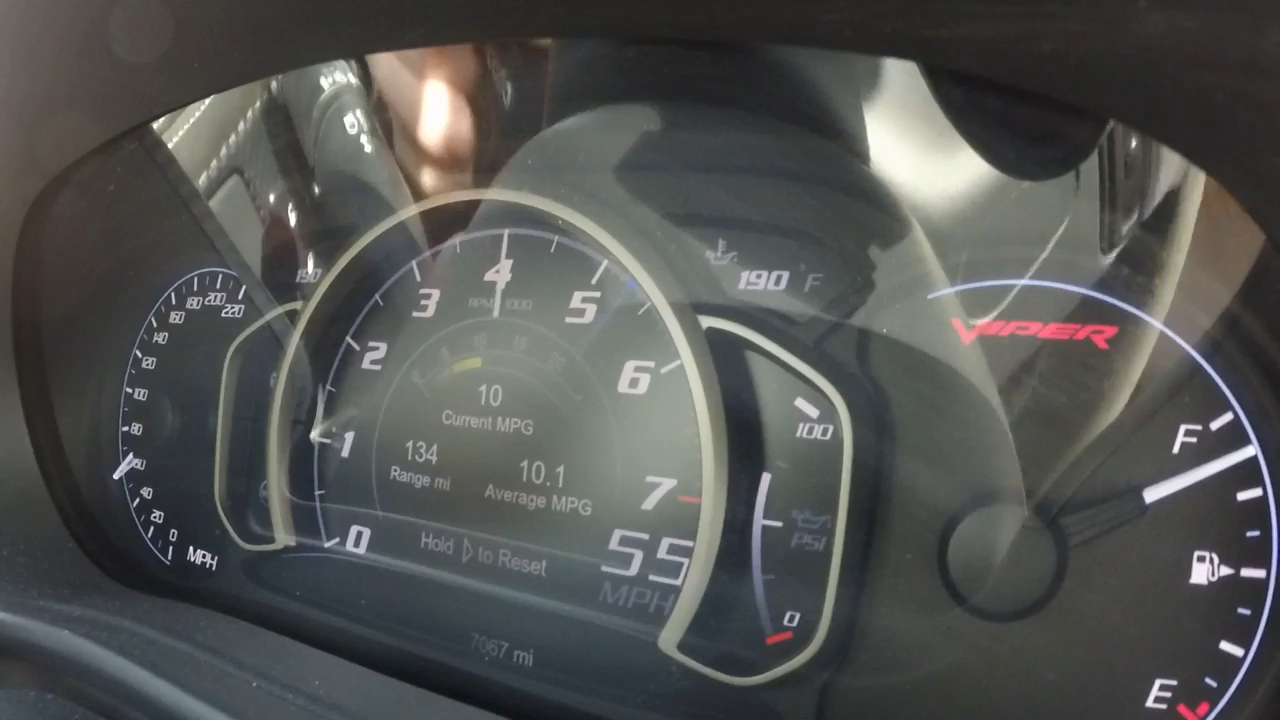 220
200
180
160
140
120
100
80
60
40
20
0
MPH
190
0
1
2
3
4
5
6
7
RPM 1000
10
Current MPG
134
Range mi
10.1
Average MPG
Hold ▷ to Reset
55
MPH
7067 mi
190 °F
100
PSI
0
VIPER
F
E